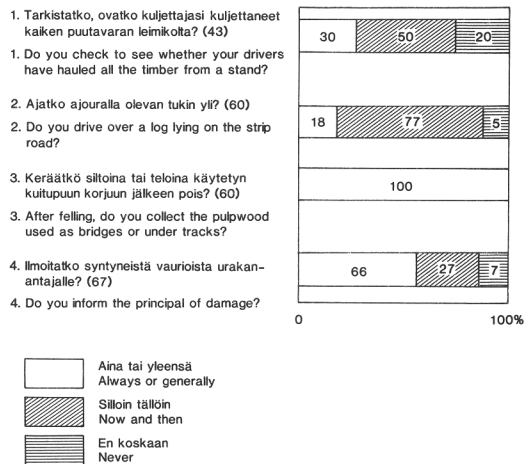 1. Tarkistatko, ovatko kuljettajasi kuljettaneet
kaiken puutavaran leimikolta? (43)
1. Do you check to see whether your drivers
have hauled all the timber from a stand?
30 50 20
2. Ajatko ajouralla olevan tukin yli? (60)
2. Do you drive over a log lying on the strip
road?
18 77 5
3. Keräätkö siltoina tai teloina käytetyn
kuitupuun korjuun jälkeen pois? (60)
3. After felling, do you collect the pulpwood
used as bridges or under tracks?
100
4. Ilmoitatko syntyneistä vaurioista urakan-
antajalle? (67)
4. Do you inform the principal of damage?
66 27 7
0 100%
Aina tai yleensä
Always or generally
Silloin tällöin
Now and then
En koskaan
Never